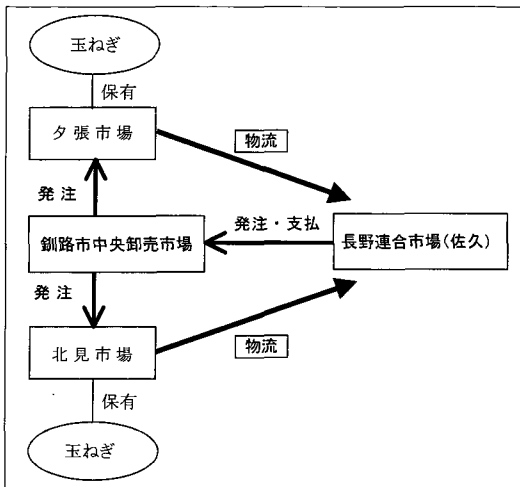 玉ねぎ
保有
夕張市場
物流
発注
発注・支払
釧路市中央卸売市場
長野連合市場(佐久)
発注
北見市場
物流
保有
玉ねぎ